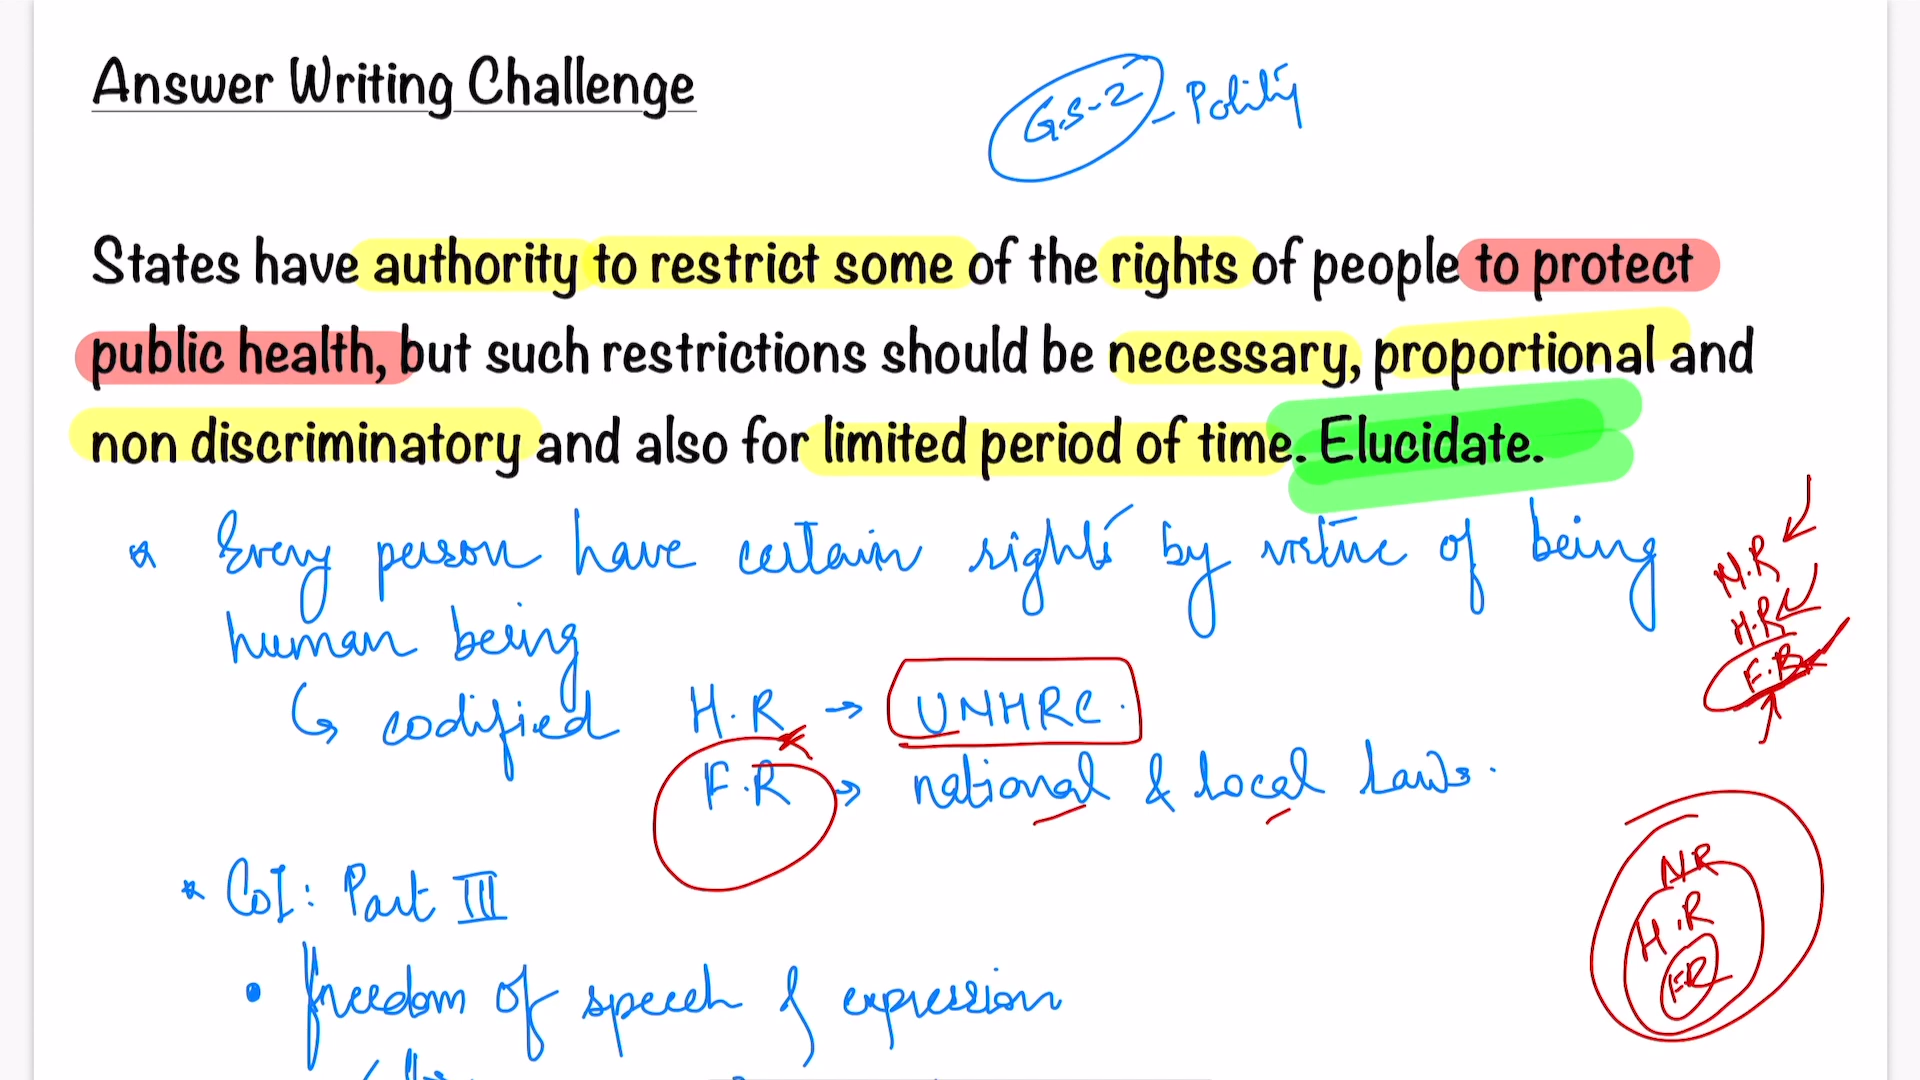 Answer Writing Challenge
G.S-2 - Polity
States have authority to restrict some of the rights of people to protect
public health, but such restrictions should be necessary, proportional and
non discriminatory and also for limited period of time. Elucidate.
* Every person have certain rights by virtue of being
human being
N.R
H.R
F.R
↳ codified H.R → UNHRC.
F.R → national & local laws.
* CoI: Part III
N.R
H.R
F.R
• freedom of speech & expression